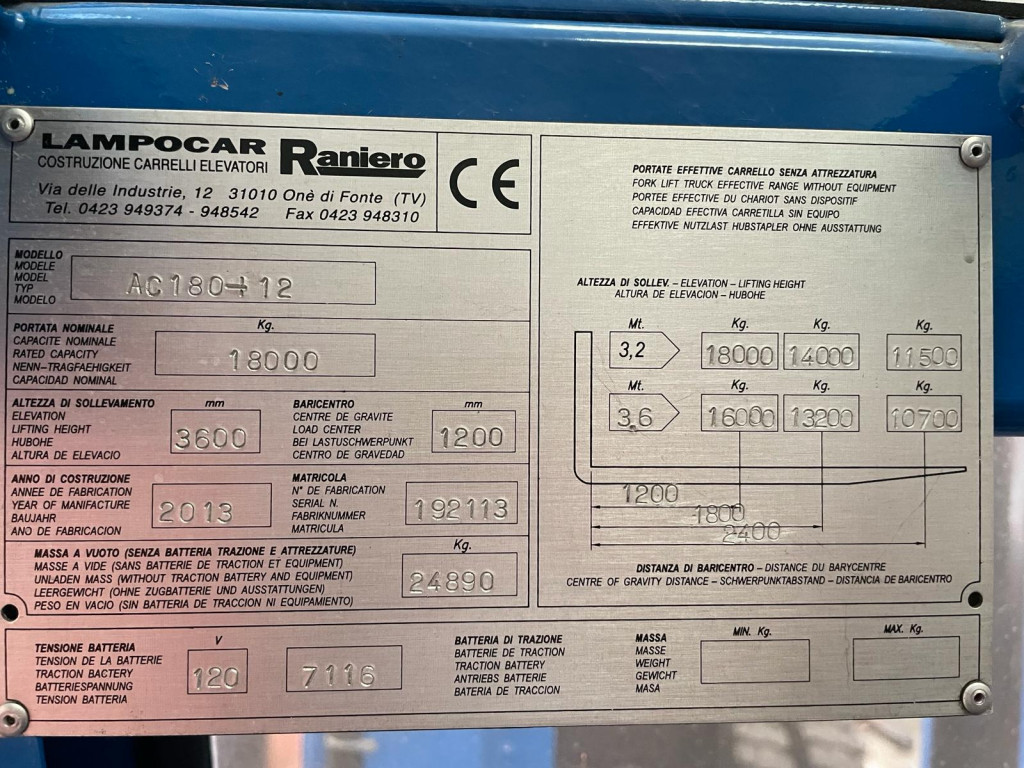 LAMPOCAR Raniero
COSTRUZIONE CARRELLI ELEVATORI
Via delle Industrie, 12 31010 Onè di Fonte (TV)
Tel. 0423 949374 - 948542 Fax 0423 948310
CE
MODELLO
MODELE
MODEL
TYP
MODELO
AC180+12
PORTATA NOMINALE
CAPACITE NOMINALE
RATED CAPACITY
NENN-TRAGFAEHIGKEIT
CAPACIDAD NOMINAL
Kg.
18000
ALTEZZA DI SOLLEVAMENTO
ELEVATION
LIFTING HEIGHT
HUBOHE
ALTURA DE ELEVACIO
mm
3600
BARICENTRO
CENTRE DE GRAVITE
LOAD CENTER
BEI LASTUSCHWERPUNKT
CENTRO DE GRAVEDAD
mm
1200
ANNO DI COSTRUZIONE
ANNEE DE FABRICATION
YEAR OF MANIFACTURE
BAUJAHR
ANO DE FABRICACION
2013
MATRICOLA
N° DE FABRICATION
SERIAL N.
FABRIKNUMMER
MATRICULA
192113
MASSA A VUOTO (SENZA BATTERIA TRAZIONE E ATTREZZATURE)
MASSE A VIDE (SANS BATTERIE DE TRACTION ET EQUIPMENT)
UNLADEN MASS (WITHOUT TRACTION BATTERY AND EQUIPMENT)
LEERGEWICHT (OHNE ZUGBATTERIE UND AUSSTATTUNGEN)
PESO EN VACIO (SIN BATERIA DE TRACCION NI EQUIPAMIENTO)
Kg.
24890
PORTATE EFFETTIVE CARRELLO SENZA ATTREZZATURA
FORK LIFT TRUCK EFFECTIVE RANGE WITHOUT EQUIPMENT
PORTEE EFFECTIVE DU CHARIOT SANS DISPOSITIF
CAPACIDAD EFECTIVA CARRETILLA SIN EQUIPO
EFFEKTIVE NUTZLAST HUBSTAPLER OHNE AUSSTATTUNG
ALTEZZA DI SOLLEV. – ELEVATION – LIFTING HEIGHT
ALTURA DE ELEVACION – HUBOHE
Mt. Kg. Kg. Kg.
3,2 18000 14000 11500
Mt. Kg. Kg. Kg.
3,6 16000 13200 10700
1200
1800
2400
DISTANZA DI BARICENTRO – DISTANCE DU BARYCENTRE
CENTRE OF GRAVITY DISTANCE – SCHWERPUNKTABSTAND – DISTANCIA DE BARICENTRO
TENSIONE BATTERIA
TENSION DE LA BATTERIE
TRACTION BACTERY
BATTERIESPANNUNG
TENSION BATERIA
V
120
7116
BATTERIA DI TRAZIONE
BATTERIE DE TRACTION
TRACTION BATTERY
ANTRIEBS BATTERIE
BATERIA DE TRACCION
MASSA
MASSE
WEIGHT
GEWICHT
MASA
MIN. Kg.
MAX. Kg.